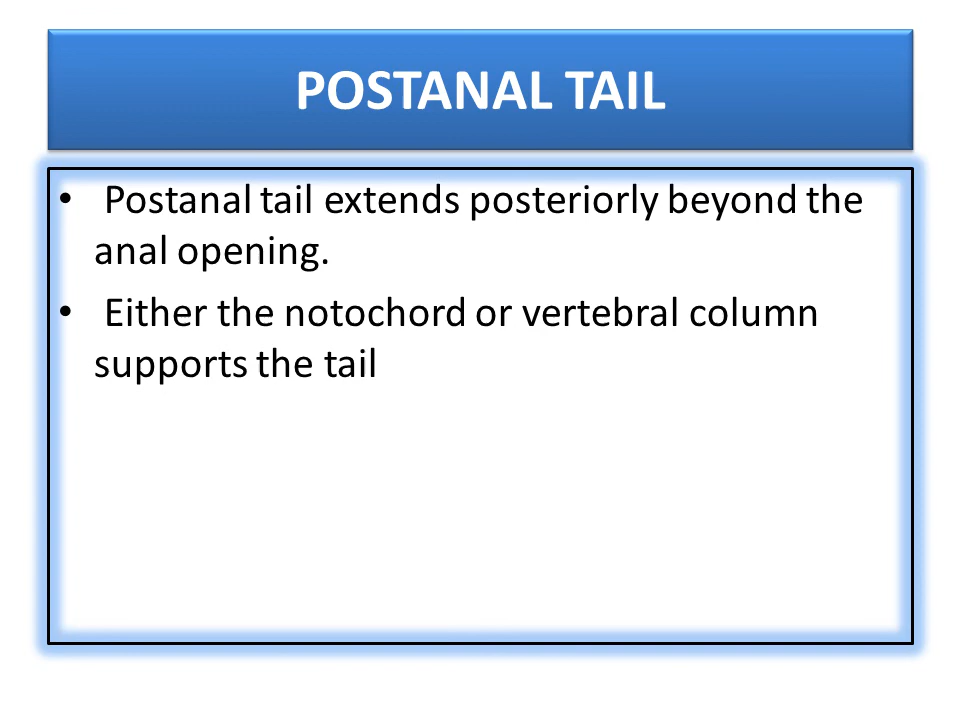 POSTANAL TAIL
• Postanal tail extends posteriorly beyond the
anal opening.
• Either the notochord or vertebral column
supports the tail